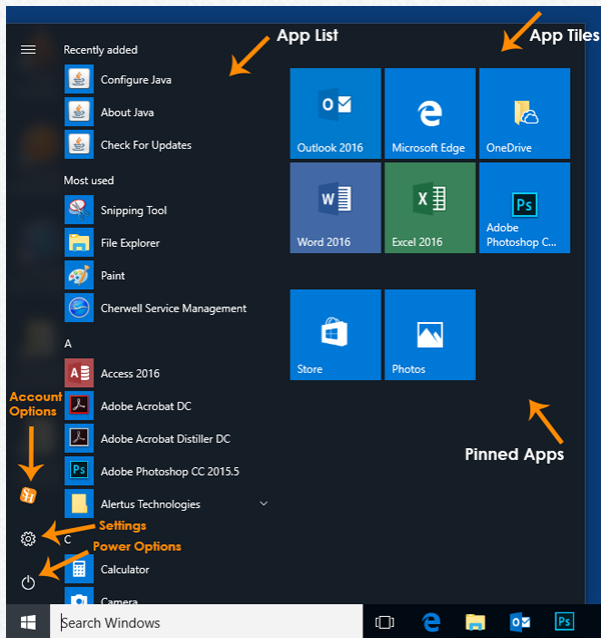 App List
App Tiles
Recently added
Configure Java
About Java
Check For Updates
Most used
Snipping Tool
File Explorer
Paint
Cherwell Service Management
A
Access 2016
Adobe Acrobat DC
Adobe Acrobat Distiller DC
Adobe Photoshop CC 2015.5
Alertus Technologies
C
Calculator
Camera
Outlook 2016
Microsoft Edge
OneDrive
Word 2016
Excel 2016
Ps
Adobe
Photoshop C...
Store
Photos
Pinned Apps
Account
Options
Settings
Power Options
Search Windows
Ps